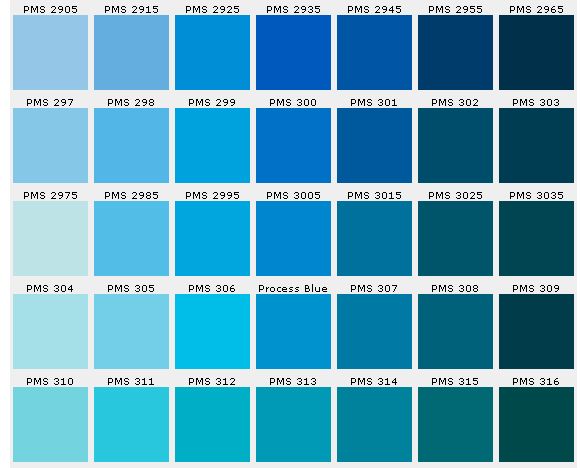 PMS 2905 PMS 2915 PMS 2925 PMS 2935 PMS 2945 PMS 2955 PMS 2965
PMS 297 PMS 298 PMS 299 PMS 300 PMS 301 PMS 302 PMS 303
PMS 2975 PMS 2985 PMS 2995 PMS 3005 PMS 3015 PMS 3025 PMS 3035
PMS 304 PMS 305 PMS 306 Process Blue PMS 307 PMS 308 PMS 309
PMS 310 PMS 311 PMS 312 PMS 313 PMS 314 PMS 315 PMS 316